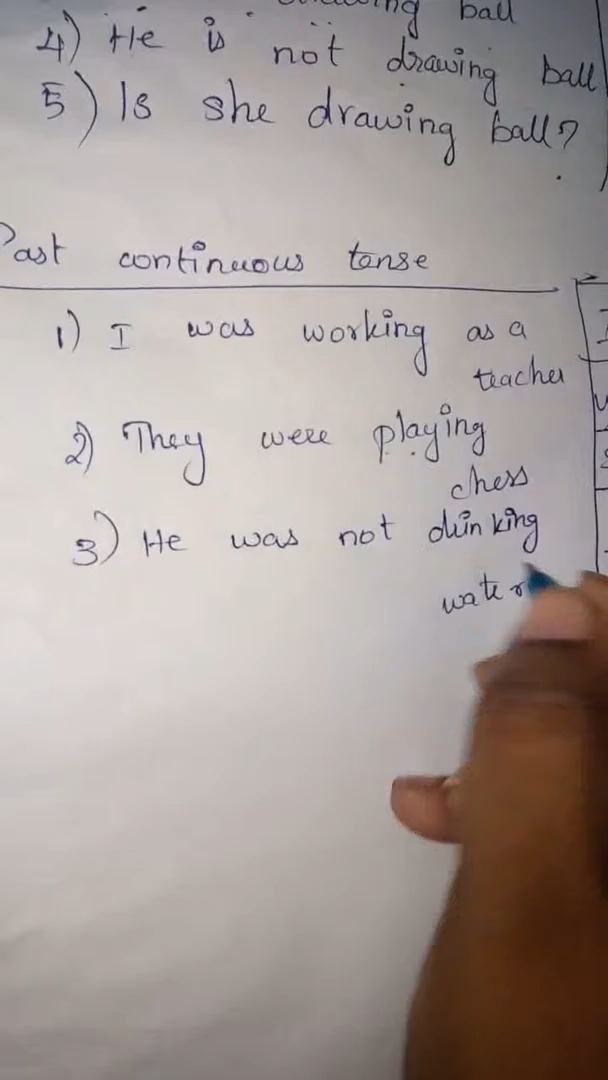 ball
4) He is not drawing ball
5) Is she drawing ball?
Past continuous tense
1) I was working as a
teacher
2) They were playing
chess
3) He was not drinking
water